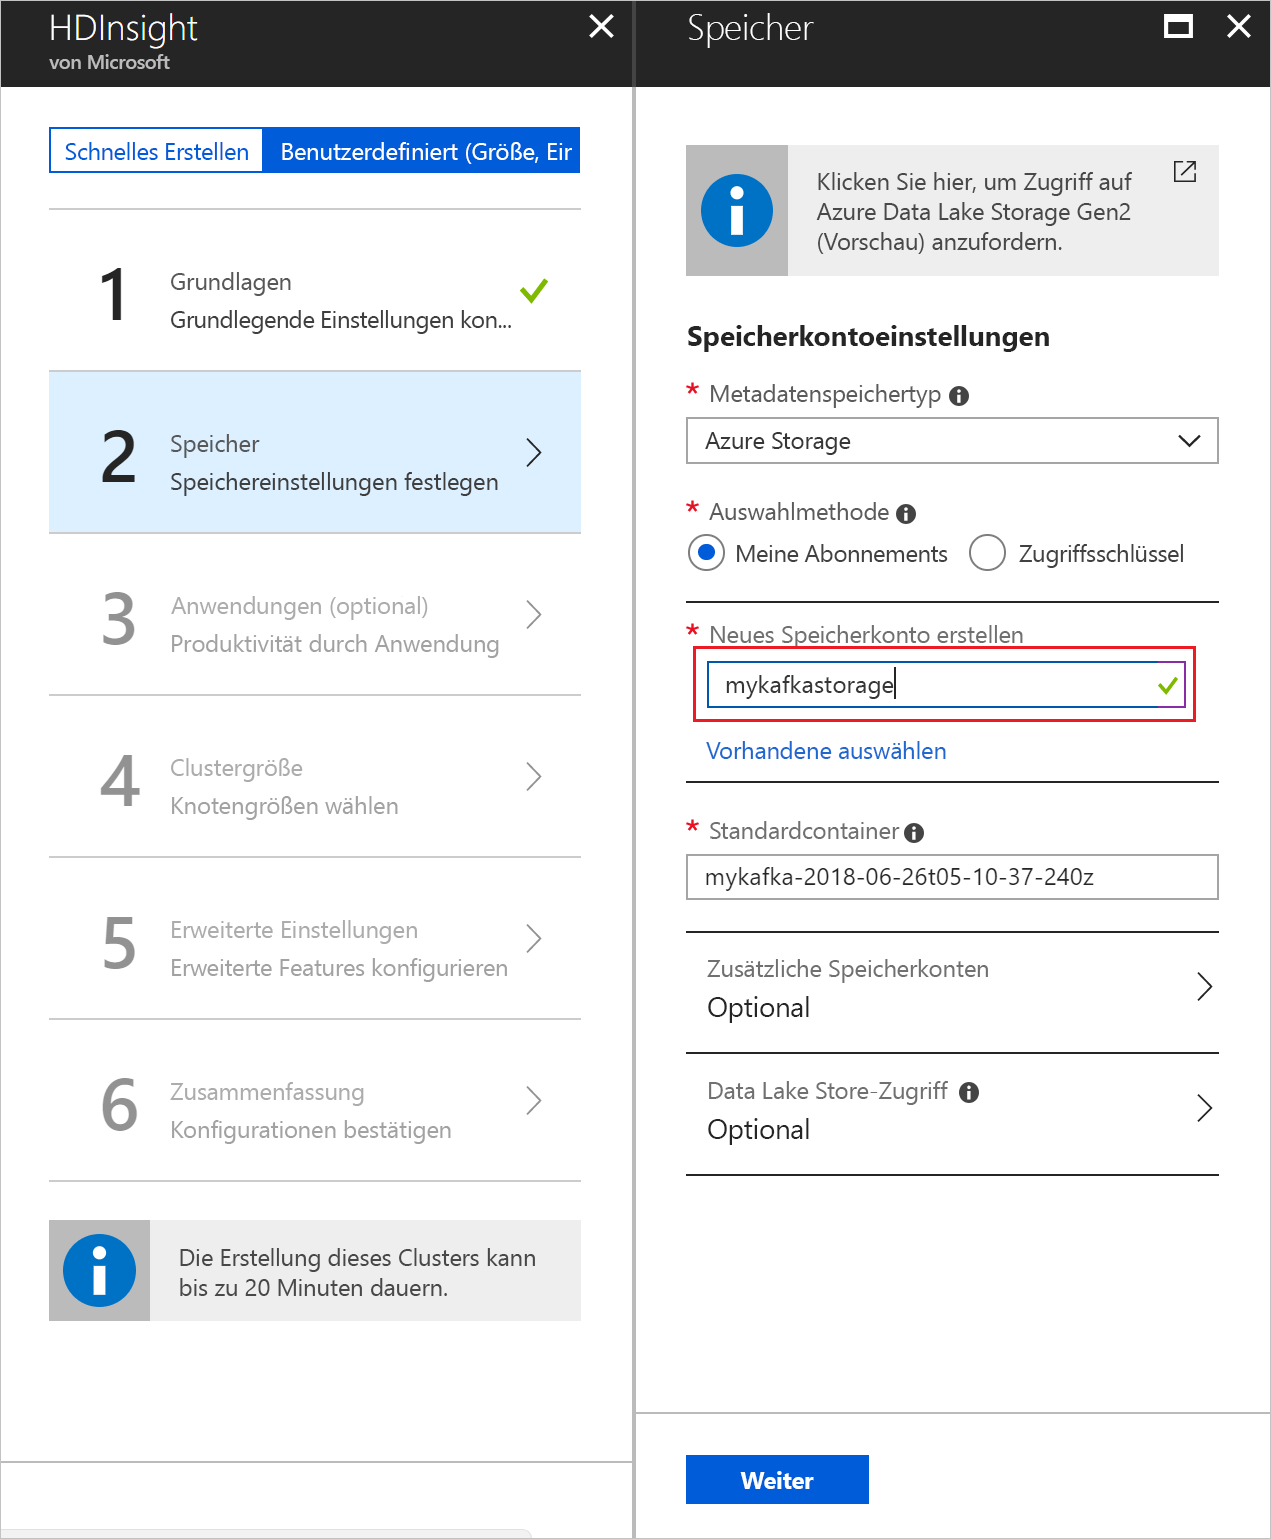 HDInsight
von Microsoft
Schnelles Erstellen
Benutzerdefiniert (Größe, Eir
1
Grundlagen
Grundlegende Einstellungen kon...
2
Speicher
Speichereinstellungen festlegen
3
Anwendungen (optional)
Produktivität durch Anwendung
4
Clustergröße
Knotengrößen wählen
5
Erweiterte Einstellungen
Erweiterte Features konfigurieren
6
Zusammenfassung
Konfigurationen bestätigen
Die Erstellung dieses Clusters kann
bis zu 20 Minuten dauern.
Speicher
Klicken Sie hier, um Zugriff auf
Azure Data Lake Storage Gen2
(Vorschau) anzufordern.
Speicherkontoeinstellungen
* Metadatenspeichertyp
Azure Storage
* Auswahlmethode
Meine Abonnements
Zugriffsschlüssel
* Neues Speicherkonto erstellen
mykafkastorage
Vorhandene auswählen
* Standardcontainer
mykafka-2018-06-26t05-10-37-240z
Zusätzliche Speicherkonten
Optional
Data Lake Store-Zugriff
Optional
Weiter